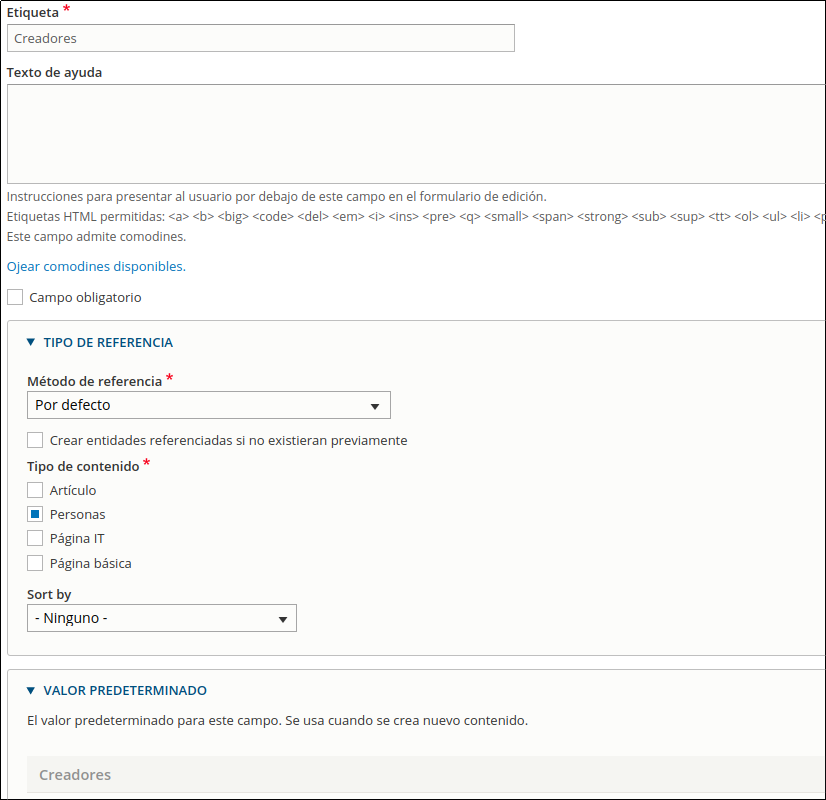 Etiqueta *
Creadores
Texto de ayuda
Instrucciones para presentar al usuario por debajo de este campo en el formulario de edición.
Etiquetas HTML permitidas: <a> <b> <big> <code> <del> <em> <i> <ins> <pre> <q> <small> <span> <strong> <sub> <sup> <tt> <ol> <ul> <li>
Este campo admite comodines.
Ojear comodines disponibles.
Campo obligatorio
TIPO DE REFERENCIA
Método de referencia *
Por defecto
Crear entidades referenciadas si no existieran previamente
Tipo de contenido *
Artículo
Personas
Página IT
Página básica
Sort by
- Ninguno -
VALOR PREDETERMINADO
El valor predeterminado para este campo. Se usa cuando se crea nuevo contenido.
Creadores